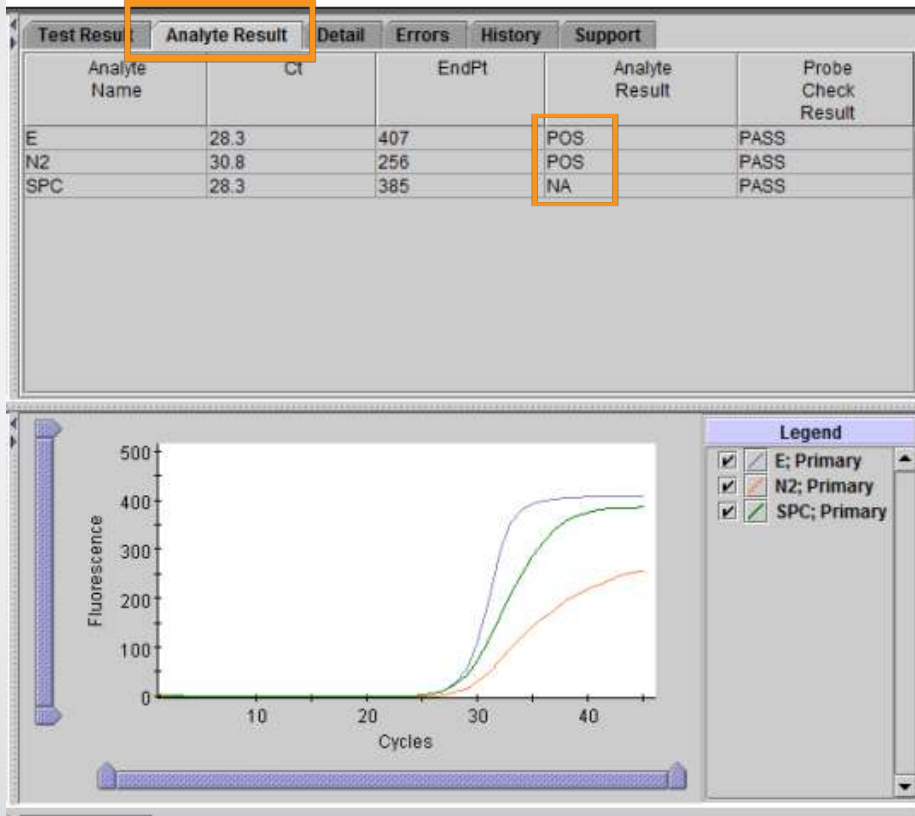 Test Result Analyte Result Detail Errors History Support
Analyte Name Ct EndPt Analyte Result Probe Check Result
E 28.3 407 POS PASS
N2 30.8 256 POS PASS
SPC 28.3 385 NA PASS
500
400
300
200
100
0
Fluorescence
10 20 30 40
Cycles
Legend
E; Primary
N2; Primary
SPC; Primary